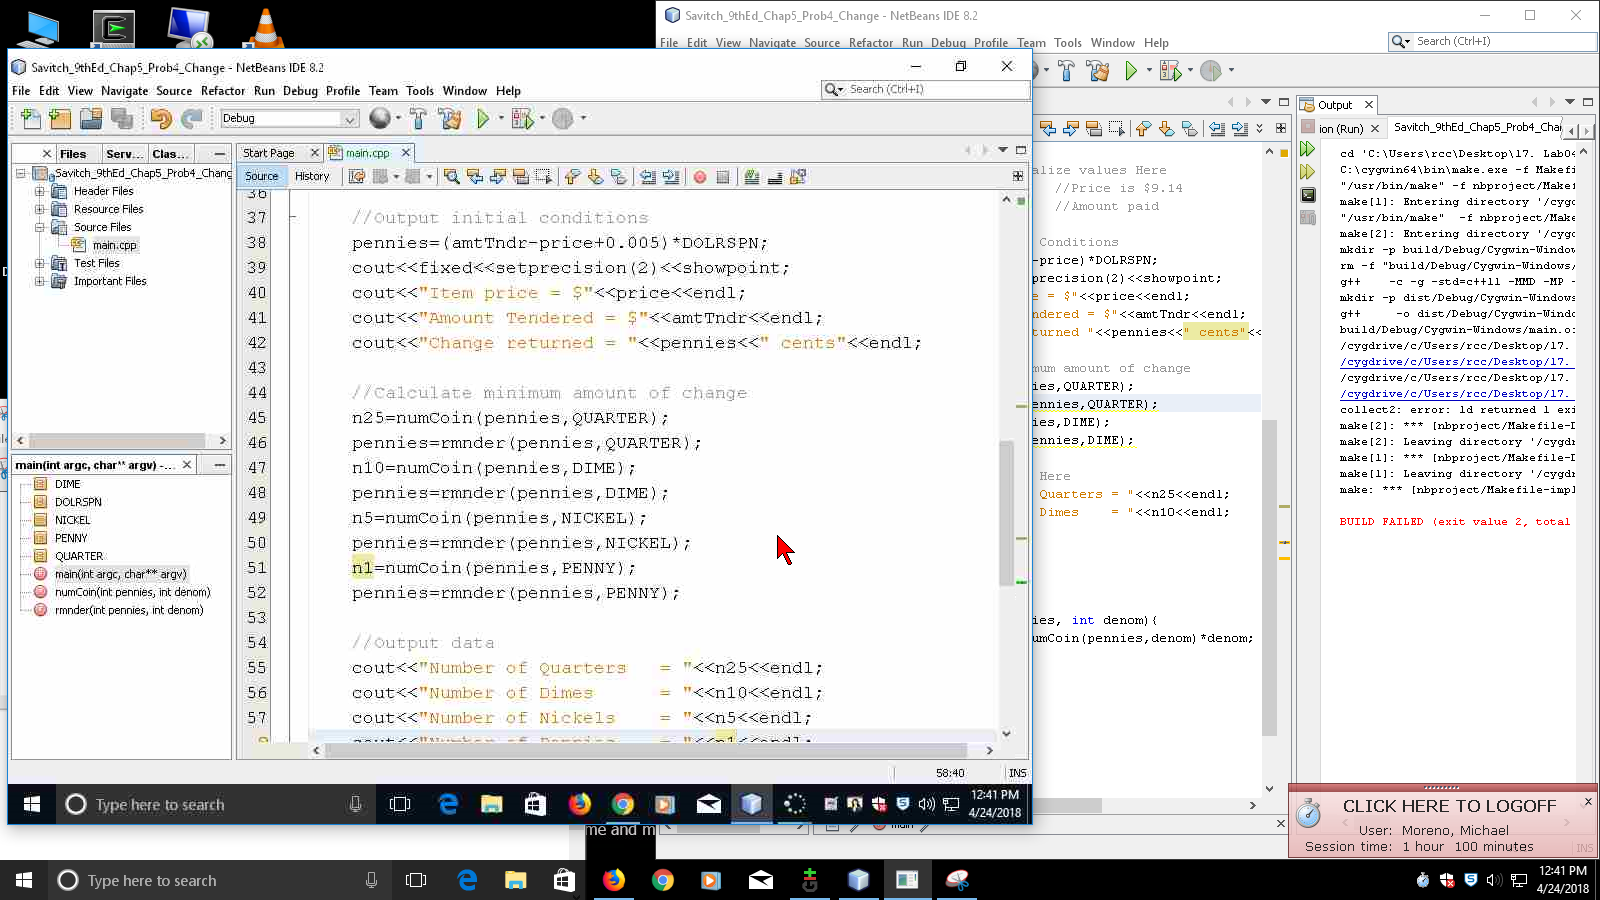 Savitch_9thEd_Chap5_Prob4_Change - NetBeans IDE 8.2
File Edit View Navigate Source Refactor Run Debug Profile Team Tools Window Help
Search (Ctrl+I)
Savitch_9thEd_Chap5_Prob4_Change - NetBeans IDE 8.2
File Edit View Navigate Source Refactor Run Debug Profile Team Tools Window Help
Search (Ctrl+I)
Debug
Files Serv... Clas...
Savitch_9thEd_Chap5_Prob4_Chang
Header Files
Resource Files
Source Files
main.cpp
Test Files
Important Files
main(int argc, char** argv) -...
DIME
DOLRSPN
NICKEL
PENNY
QUARTER
main(int argc, char** argv)
numCoin(int pennies, int denom)
rmnder(int pennies, int denom)
Start Page main.cpp
Source History
36
37 //Output initial conditions
38 pennies=(amtTndr-price+0.005)*DOLRSPN;
39 cout<<fixed<<setprecision(2)<<showpoint;
40 cout<<"Item price = $"<<price<<endl;
41 cout<<"Amount Tendered = $"<<amtTndr<<endl;
42 cout<<"Change returned = "<<pennies<<" cents"<<endl;
43
44 //Calculate minimum amount of change
45 n25=numCoin(pennies,QUARTER);
46 pennies=rmnder(pennies,QUARTER);
47 n10=numCoin(pennies,DIME);
48 pennies=rmnder(pennies,DIME);
49 n5=numCoin(pennies,NICKEL);
50 pennies=rmnder(pennies,NICKEL);
51 n1=numCoin(pennies,PENNY);
52 pennies=rmnder(pennies,PENNY);
53
54 //Output data
55 cout<<"Number of Quarters   = "<<n25<<endl;
56 cout<<"Number of Dimes      = "<<n10<<endl;
57 cout<<"Number of Nickels    = "<<n5<<endl;
58:40 INS
Type here to search
12:41 PM
4/24/2018
alize values Here
//Price is $9.14
//Amount paid
Conditions
-price)*DOLRSPN;
precision(2)<<showpoint;
e = $"<<price<<endl;
ndered = $"<<amtTndr<<endl;
turned "<<pennies<<" cents"<<
mum amount of change
ies,QUARTER);
ennies,QUARTER);
ies,DIME);
ennies,DIME);
Here
Quarters = "<<n25<<endl;
Dimes    = "<<n10<<endl;
ies, int denom){
umCoin(pennies,denom)*denom;
main
Output
ion (Run) Savitch_9thEd_Chap5_Prob4_Cha
cd 'C:\Users\rcc\Desktop\17. Lab04
C:\cygwin64\bin\make.exe -f Makef
"/usr/bin/make" -f nbproject/Makef
make[1]: Entering directory '/cygd
"/usr/bin/make"  -f nbproject/Make
make[2]: Entering directory '/cygd
mkdir -p build/Debug/Cygwin-Window
rm -f "build/Debug/Cygwin-Windows/
g++    -c -g -std=c++11 -MMD -MP -
mkdir -p dist/Debug/Cygwin-Windows
g++     -o dist/Debug/Cygwin-Windo
build/Debug/Cygwin-Windows/main.o:
/cygdrive/c/Users/rcc/Desktop/17.
/cygdrive/c/Users/rcc/Desktop/17.
/cygdrive/c/Users/rcc/Desktop/17.
collect2: error: ld returned 1 exi
make[2]: *** [nbproject/Makefile-D
make[2]: Leaving directory '/cygdr
make[1]: *** [nbproject/Makefile-D
make[1]: Leaving directory '/cygdr
make: *** [nbproject/Makefile-impl
BUILD FAILED (exit value 2, total
CLICK HERE TO LOGOFF
User: Moreno, Michael
Session time: 1 hour 100 minutes
INS
me and m
Type here to search
12:41 PM
4/24/2018